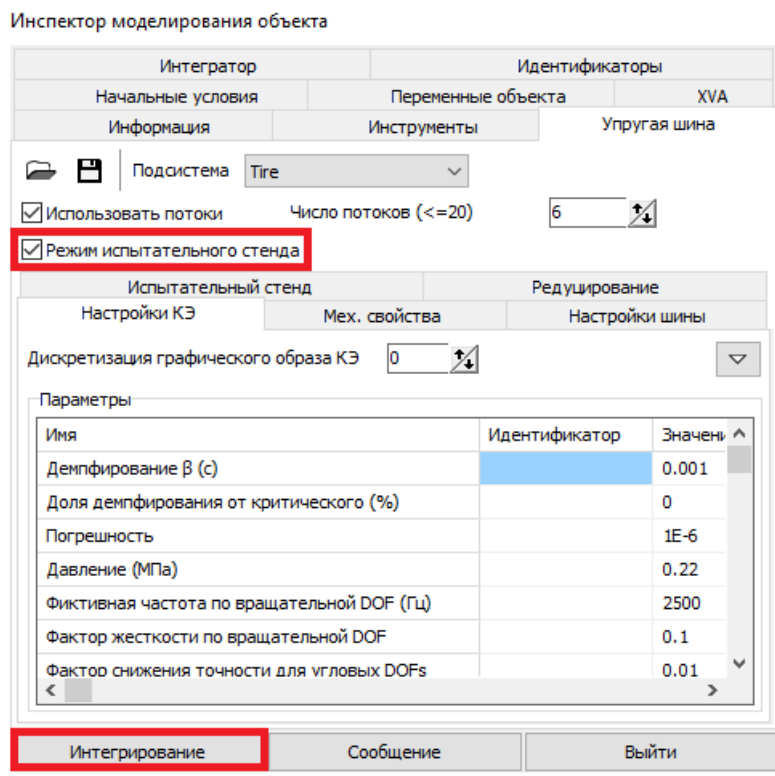 Инспектор моделирования объекта
Интегратор Идентификаторы
Начальные условия Переменные объекта XVA
Информация Инструменты Упругая шина
Подсистема Tire
Использовать потоки Число потоков (<=20) 6
Режим испытательного стенда
Испытательный стенд Редуцирование
Настройки КЭ Мех. свойства Настройки шины
Дискретизация графического образа КЭ 0
Параметры
Имя Идентификатор Значени
Демпфирование β (с) 0.001
Доля демпфирования от критического (%) 0
Погрешность 1E-6
Давление (МПа) 0.22
Фиктивная частота по вращательной DOF (Гц) 2500
Фактор жесткости по вращательной DOF 0.1
Фактор снижения точности для угловых DOFs 0.01
Интегрирование Сообщение Выйти